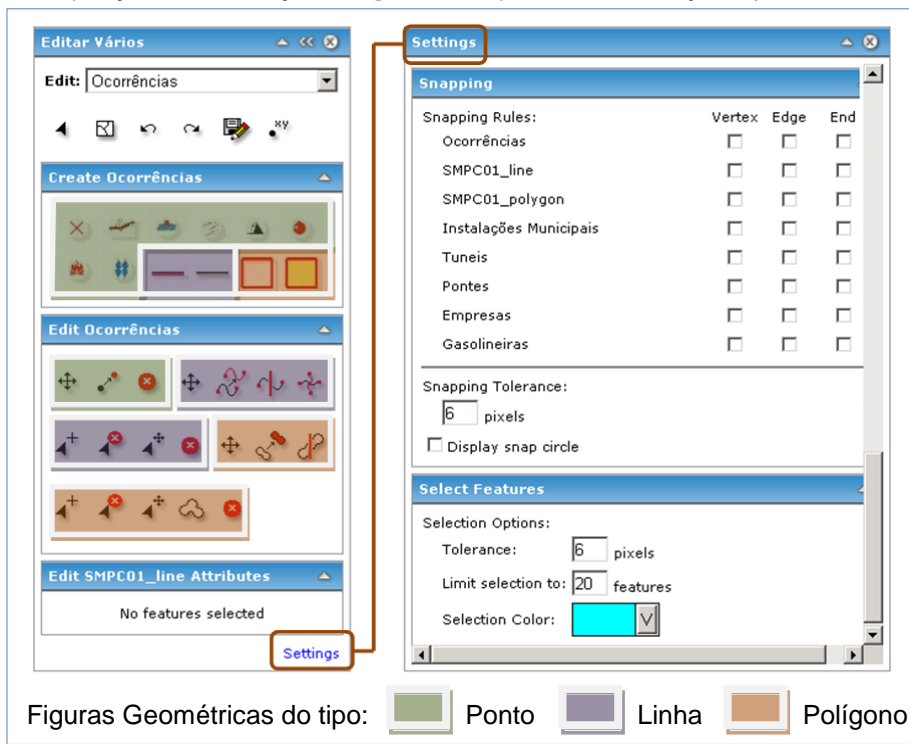 Editar Vários
Edit: Ocorrências
xy
Create Ocorrências
Edit Ocorrências
Edit SMPC01_line Attributes
No features selected
Settings
Settings
Snapping
Snapping Rules: Vertex Edge End
Ocorrências
SMPC01_line
SMPC01_polygon
Instalações Municipais
Tuneis
Pontes
Empresas
Gasolineiras
Snapping Tolerance:
6 pixels
Display snap circle
Select Features
Selection Options:
Tolerance: 6 pixels
Limit selection to: 20 features
Selection Color:
Figuras Geométricas do tipo: Ponto Linha Polígono